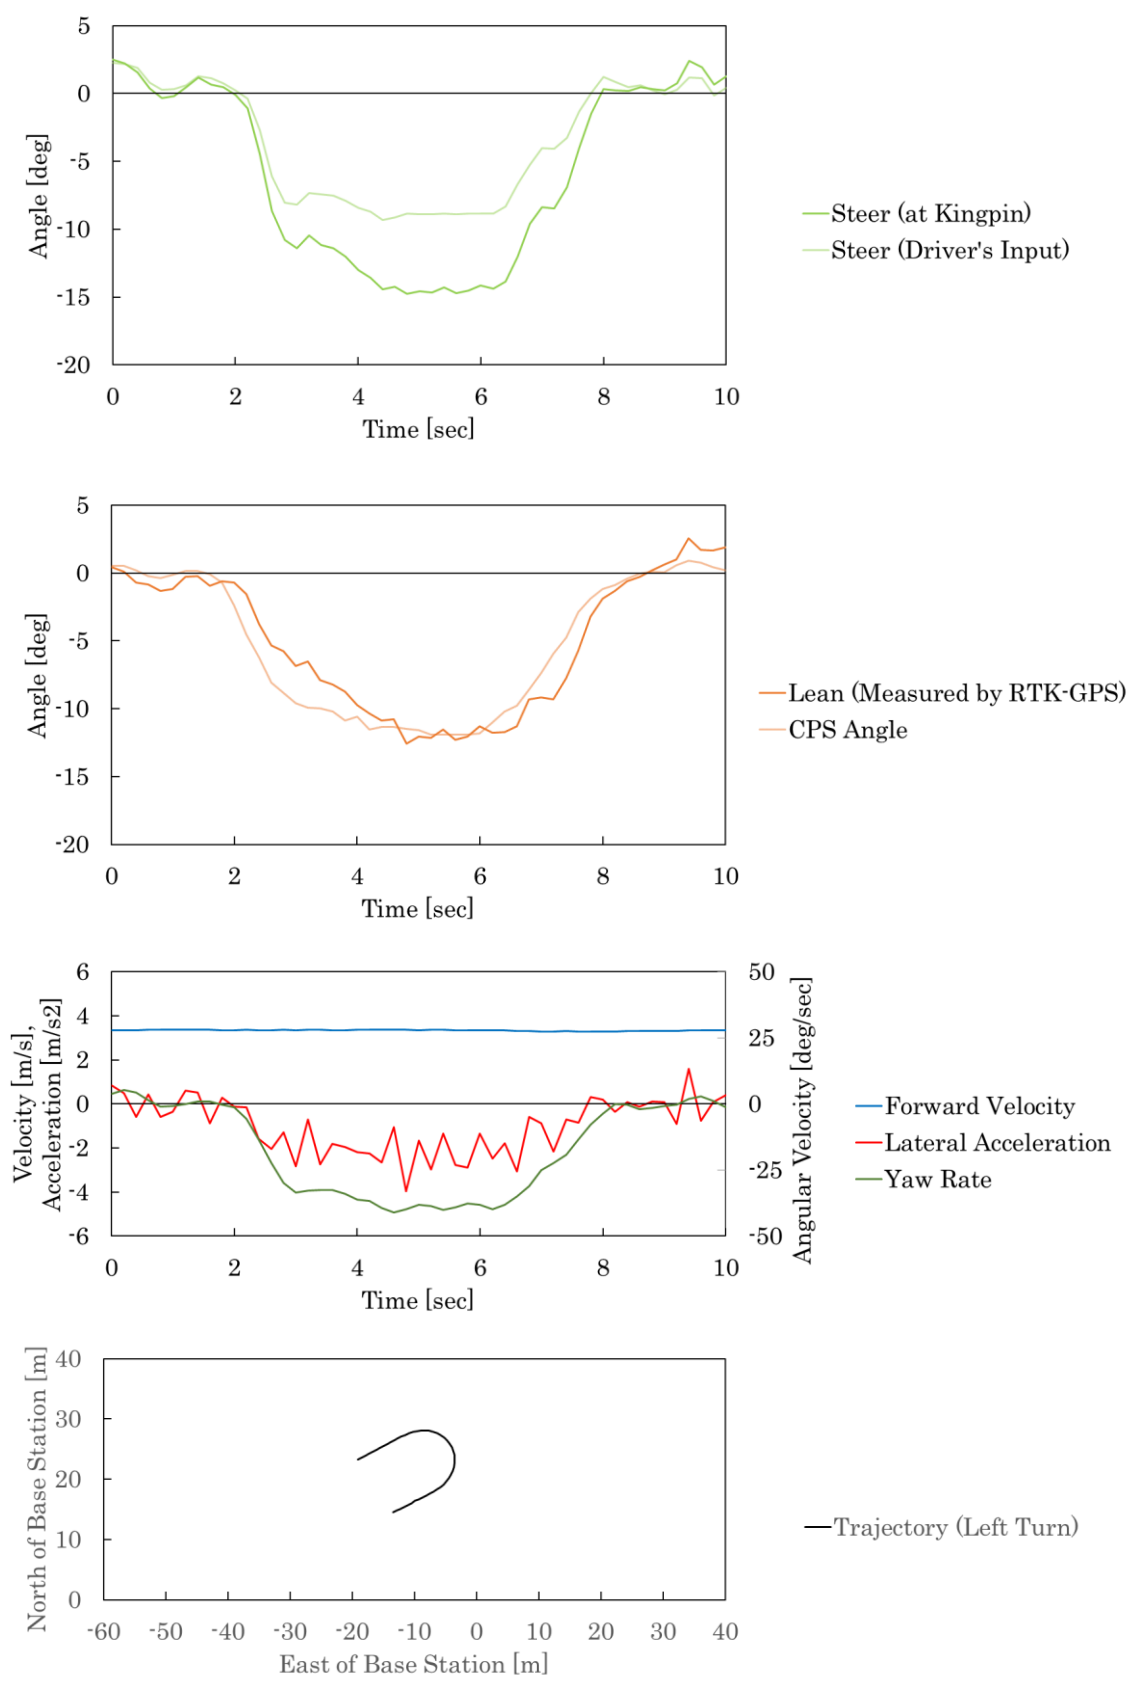 5
0
-5
-10
-15
-20
Angle [deg]
0 2 4 6 8 10
Time [sec]
Steer (at Kingpin)
Steer (Driver's Input)
5
0
-5
-10
-15
-20
Angle [deg]
0 2 4 6 8 10
Time [sec]
Lean (Measured by RTK-GPS)
CPS Angle
6
4
2
0
-2
-4
-6
Velocity [m/s],
Acceleration [m/s2]
50
25
0
-25
-50
Angular Velocity [deg/sec]
0 2 4 6 8 10
Time [sec]
Forward Velocity
Lateral Acceleration
Yaw Rate
40
30
20
10
0
North of Base Station [m]
-60 -50 -40 -30 -20 -10 0 10 20 30 40
East of Base Station [m]
Trajectory (Left Turn)